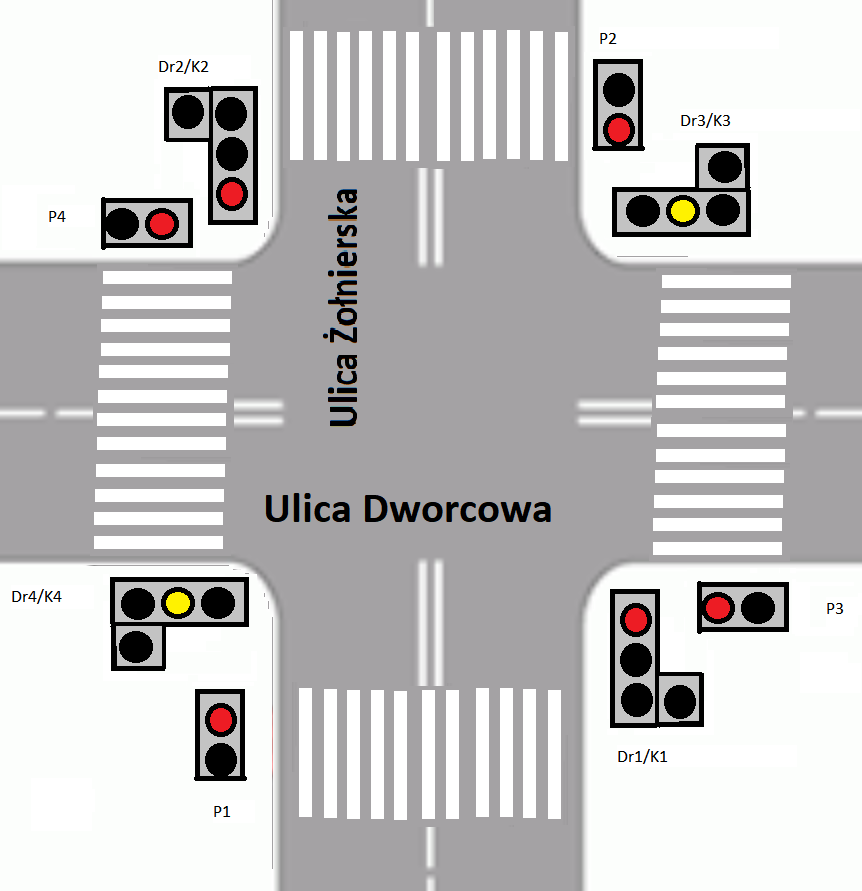 P2
Dr2/K2
Dr3/K3
P4
Ulica Żołnierska
Ulica Dworcowa
Dr4/K4
P3
Dr1/K1
P1